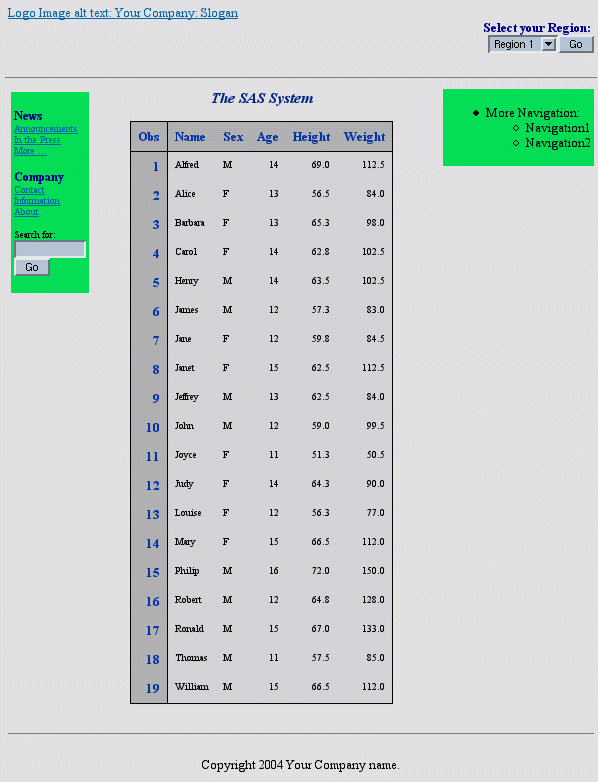 Logo Image alt text: Your Company: Slogan
Select your Region:
Region 1 Go
News
Announcements
In the Press
More ...
Company
Contact
Information
About
Search for:
Go
The SAS System
Obs Name Sex Age Height Weight
1 Alfred M 14 69.0 112.5
2 Alice F 13 56.5 84.0
3 Barbara F 13 65.3 98.0
4 Carol F 14 62.8 102.5
5 Henry M 14 63.5 102.5
6 James M 12 57.3 83.0
7 Jane F 12 59.8 84.5
8 Janet F 15 62.5 112.5
9 Jeffrey M 13 62.5 84.0
10 John M 12 59.0 99.5
11 Joyce F 11 51.3 50.5
12 Judy F 14 64.3 90.0
13 Louise F 12 56.3 77.0
14 Mary F 15 66.5 112.0
15 Philip M 16 72.0 150.0
16 Robert M 12 64.8 128.0
17 Ronald M 15 67.0 133.0
18 Thomas M 11 57.5 85.0
19 William M 15 66.5 112.0
More Navigation:
Navigation1
Navigation2
Copyright 2004 Your Company name.